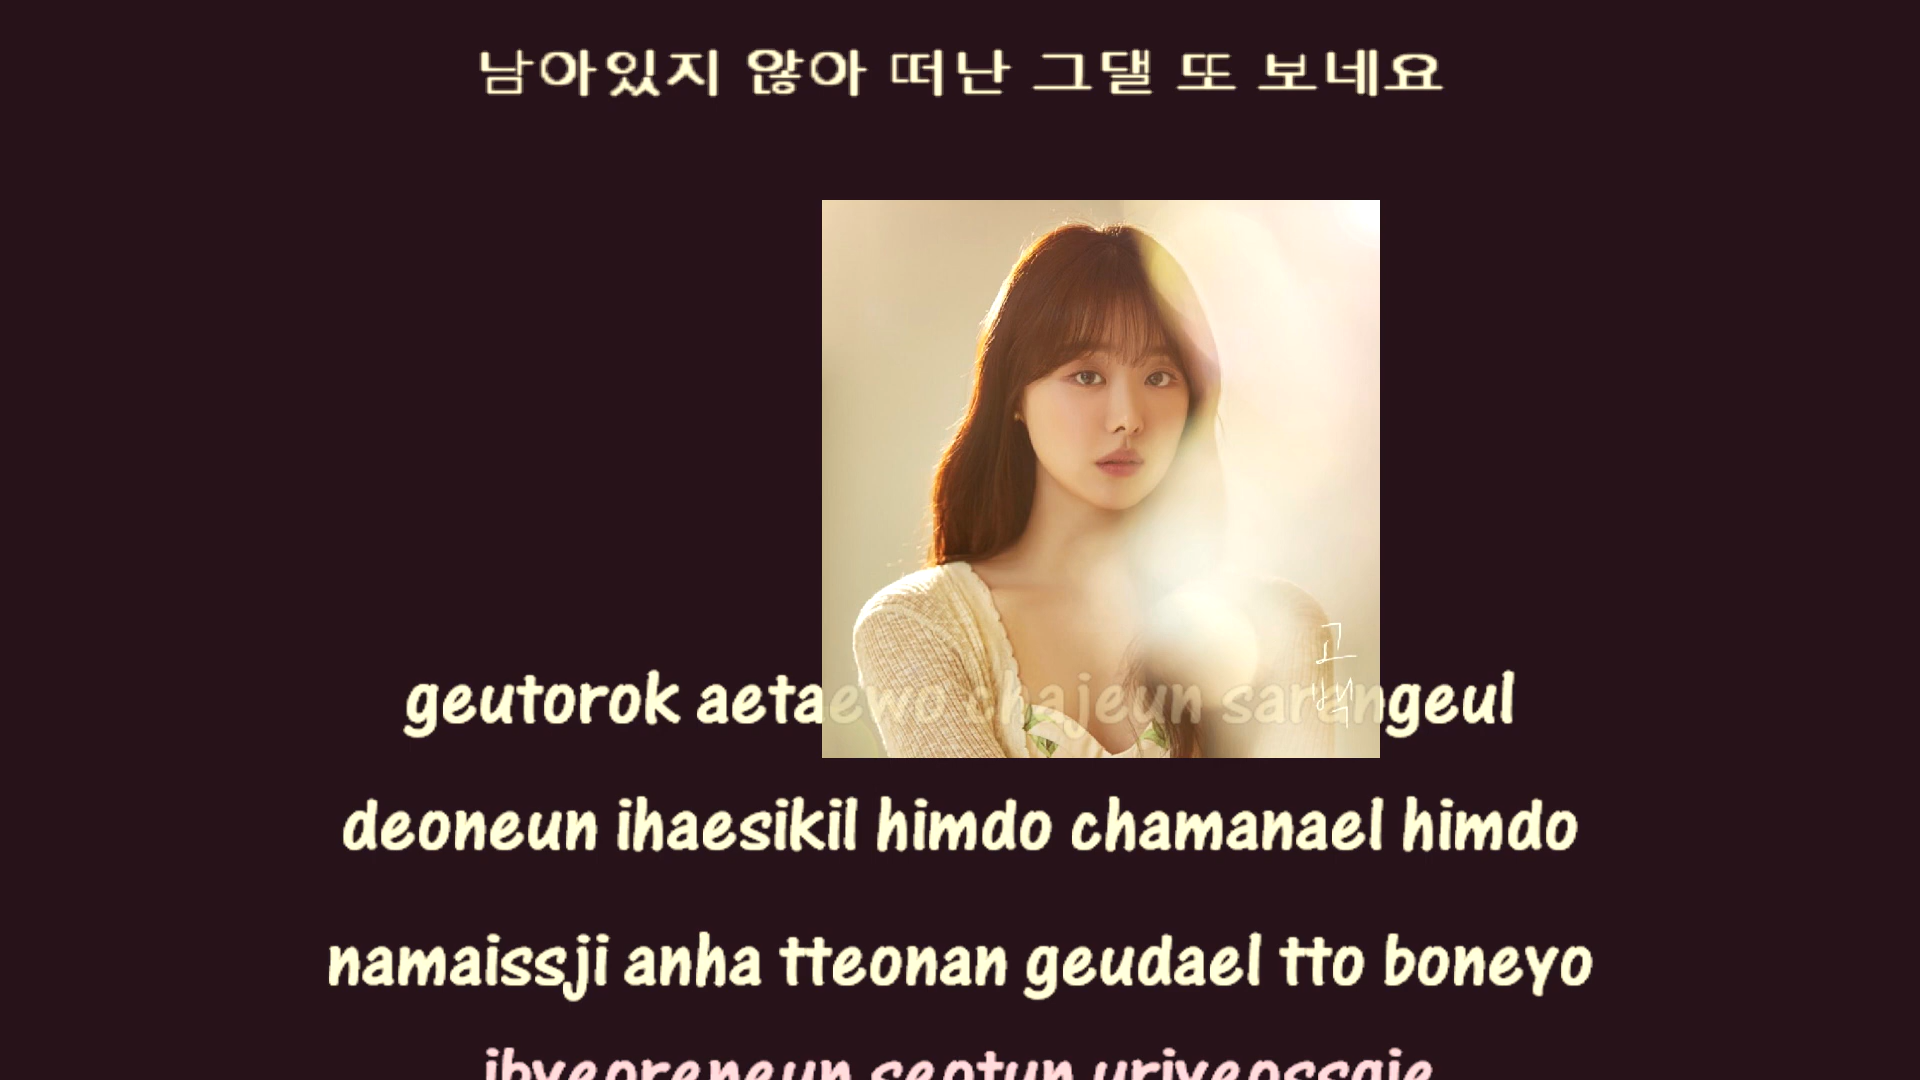 남아있지 않아 떠난 그댈 또 보네요
고
백
geutorok aetaewo chajeun sarangeul
deoneun ihaesikil himdo chamanael himdo
namaissji anha tteonan geudael tto boneyo
ibyeoreneun seotun uriyeossgie